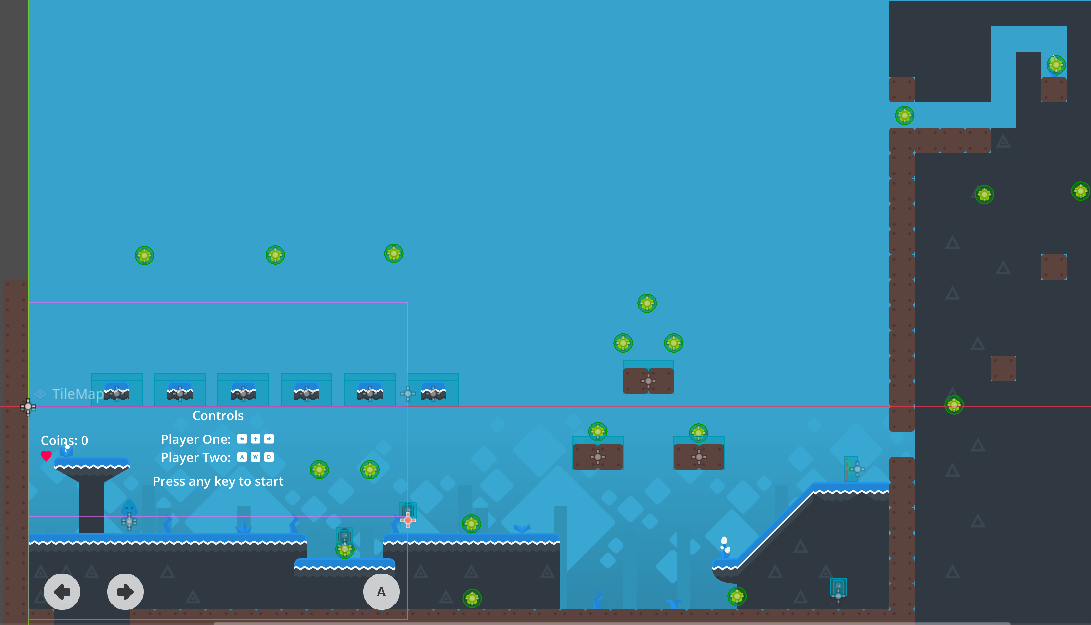 TileMap
Controls
Coins: 0
Player One:
Player Two: A W D
Press any key to start
A